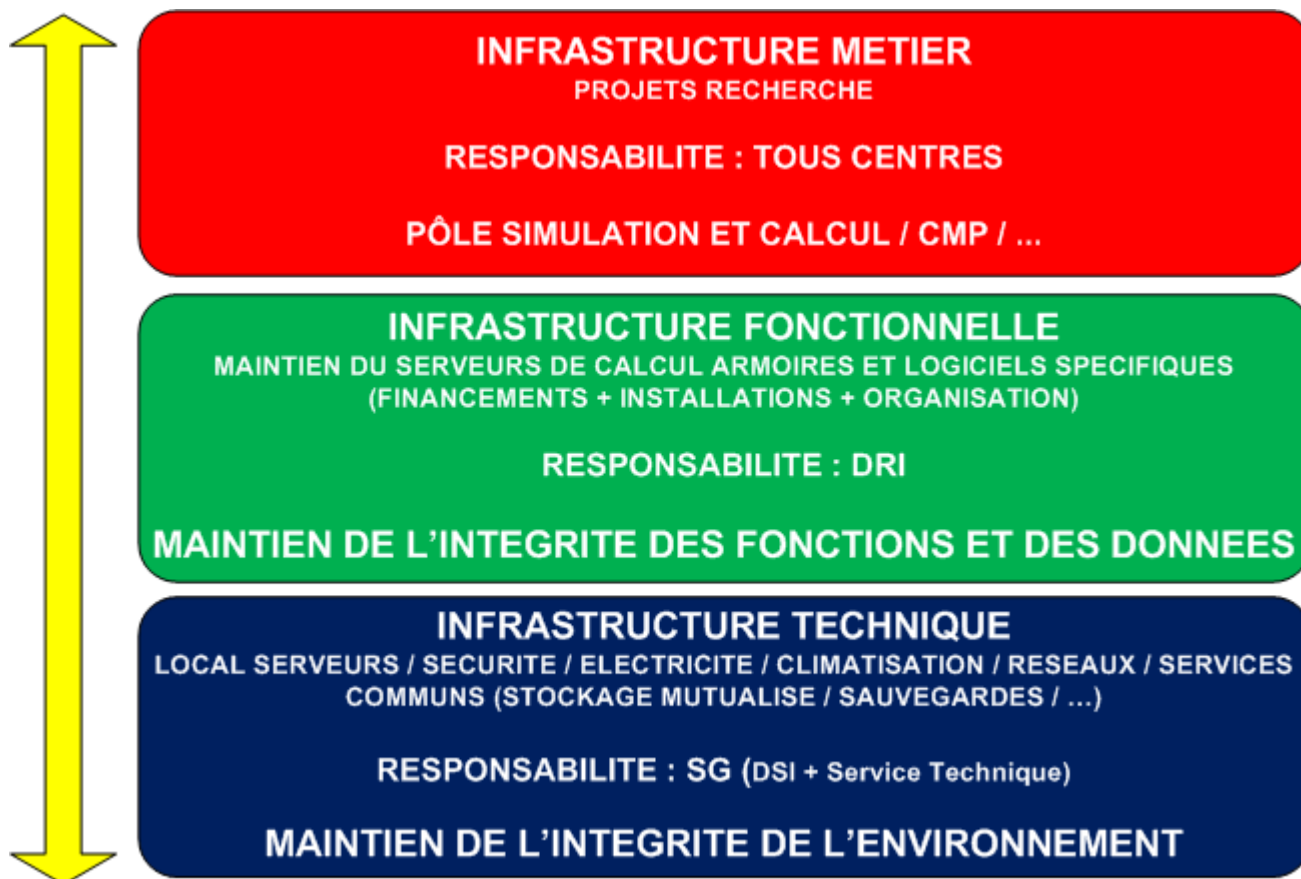 INFRASTRUCTURE METIER
PROJETS RECHERCHE
RESPONSABILITE : TOUS CENTRES
PÔLE SIMULATION ET CALCUL / CMP / ...
INFRASTRUCTURE FONCTIONNELLE
MAINTIEN DU SERVEURS DE CALCUL ARMOIRES ET LOGICIELS SPECIFIQUES
(FINANCEMENTS + INSTALLATIONS + ORGANISATION)
RESPONSABILITE : DRI
MAINTIEN DE L’INTEGRITE DES FONCTIONS ET DES DONNEES
INFRASTRUCTURE TECHNIQUE
LOCAL SERVEURS / SECURITE / ELECTRICITE / CLIMATISATION / RESEAUX / SERVICES
COMMUNS (STOCKAGE MUTUALISE / SAUVEGARDES / ...)
RESPONSABILITE : SG (DSI + Service Technique)
MAINTIEN DE L’INTEGRITE DE L’ENVIRONNEMENT